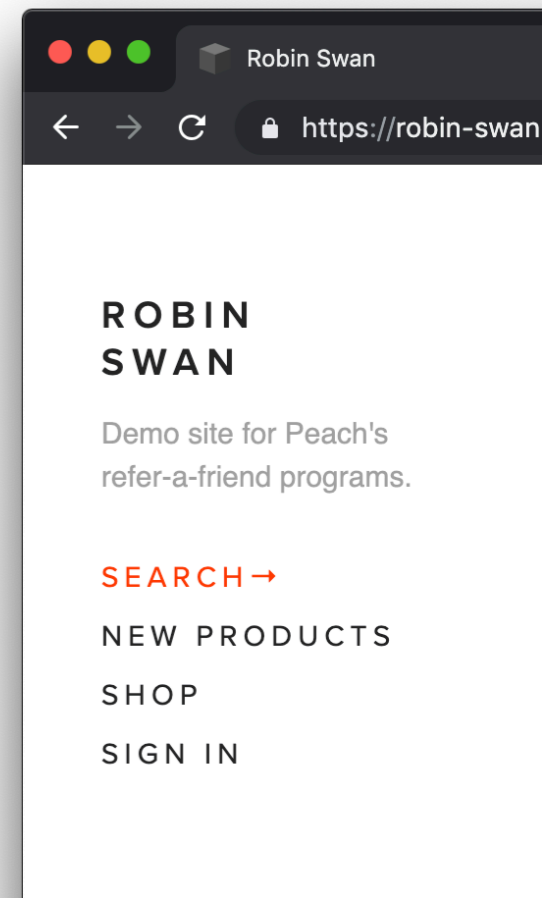 Robin Swan
https://robin-swan
ROBIN
SWAN
Demo site for Peach's
refer-a-friend programs.
SEARCH→
NEW PRODUCTS
SHOP
SIGN IN